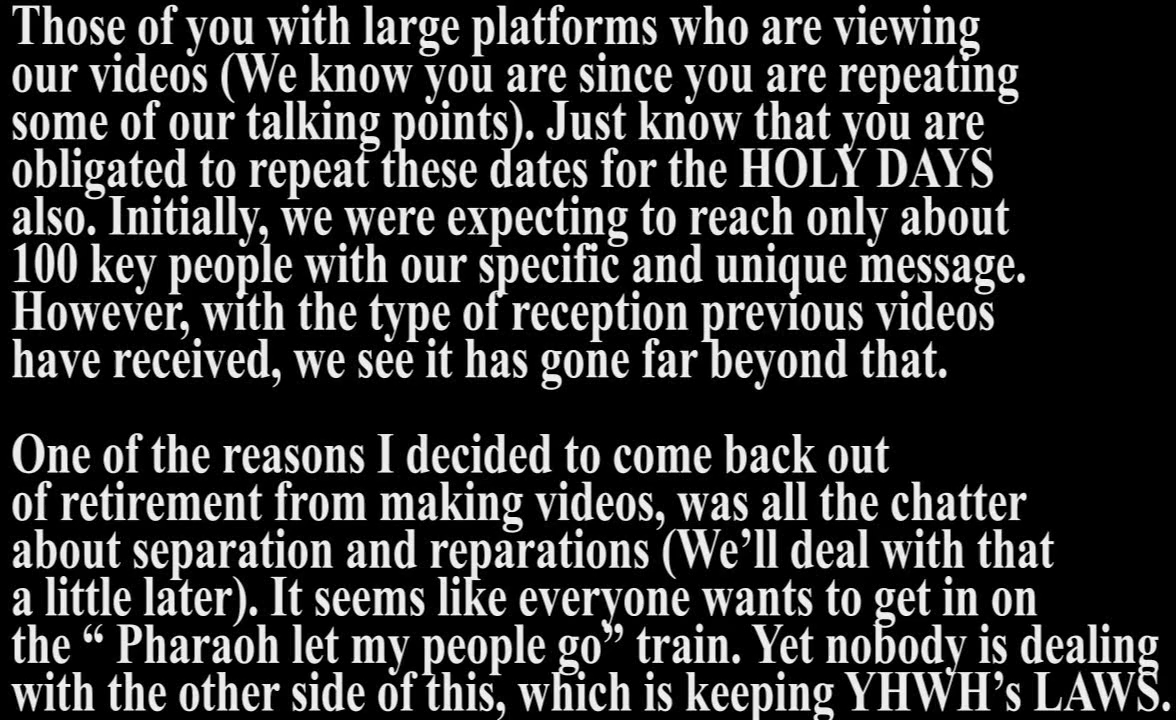 Those of you with large platforms who are viewing
our videos (We know you are since you are repeating
some of our talking points). Just know that you are
obligated to repeat these dates for the HOLY DAYS
also. Initially, we were expecting to reach only about
100 key people with our specific and unique message.
However, with the type of reception previous videos
have received, we see it has gone far beyond that.
One of the reasons I decided to come back out
of retirement from making videos, was all the chatter
about separation and reparations (We’ll deal with that
a little later). It seems like everyone wants to get in on
the “ Pharaoh let my people go” train. Yet nobody is dealing
with the other side of this, which is keeping YHWH’s LAWS.